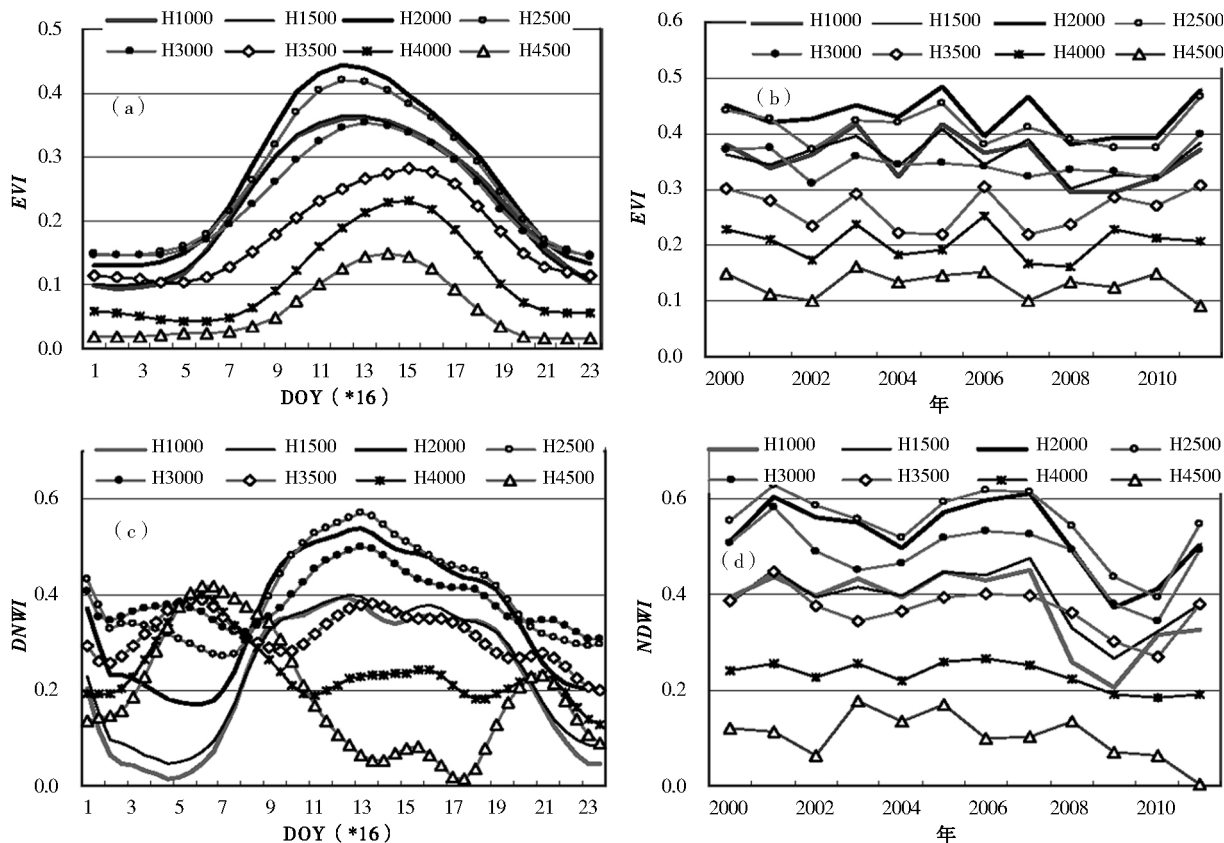 H1000 H1500 H2000 H2500
H3000 H3500 H4000 H4500
(a)
EVI
0.5
0.4
0.3
0.2
0.1
0.0
1 3 5 7 9 11 13 15 17 19 21 23
DOY(*16)
H1000 H1500 H2000 H2500
H3000 H3500 H4000 H4500
(b)
EVI
0.6
0.5
0.4
0.3
0.2
0.1
0.0
2000 2002 2004 2006 2008 2010
年
H1000 H1500 H2000 H2500
H3000 H3500 H4000 H4500
(c)
DNWI
0.6
0.4
0.2
0.0
1 3 5 7 9 11 13 15 17 19 21 23
DOY(*16)
H1000 H1500 H2000 H2500
H3000 H3500 H4000 H4500
(d)
NDWI
0.6
0.4
0.2
0.0
2000 2002 2004 2006 2008 2010
年